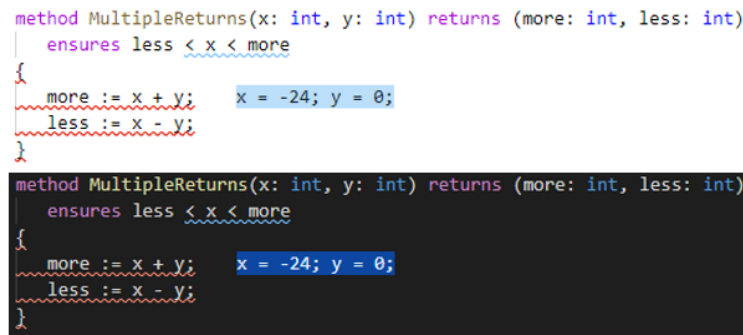 method MultipleReturns(x: int, y: int) returns (more: int, less: int)
ensures less < x < more
{
more := x + y; x = -24; y = 0;
less := x - y;
}
method MultipleReturns(x: int, y: int) returns (more: int, less: int)
ensures less < x < more
{
more := x + y; x = -24; y = 0;
less := x - y;
}